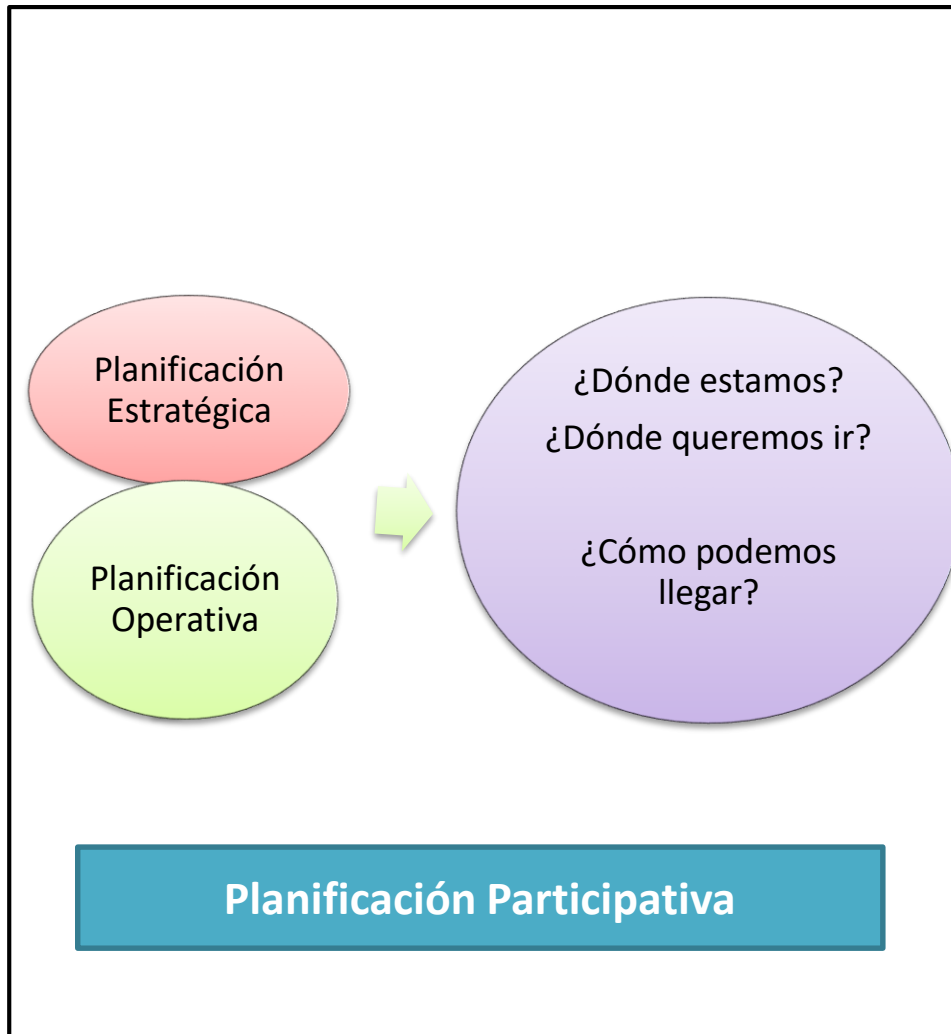 Planificación
Estratégica
Planificación
Operativa
¿Dónde estamos?
¿Dónde queremos ir?
¿Cómo podemos
llegar?
Planificación Participativa